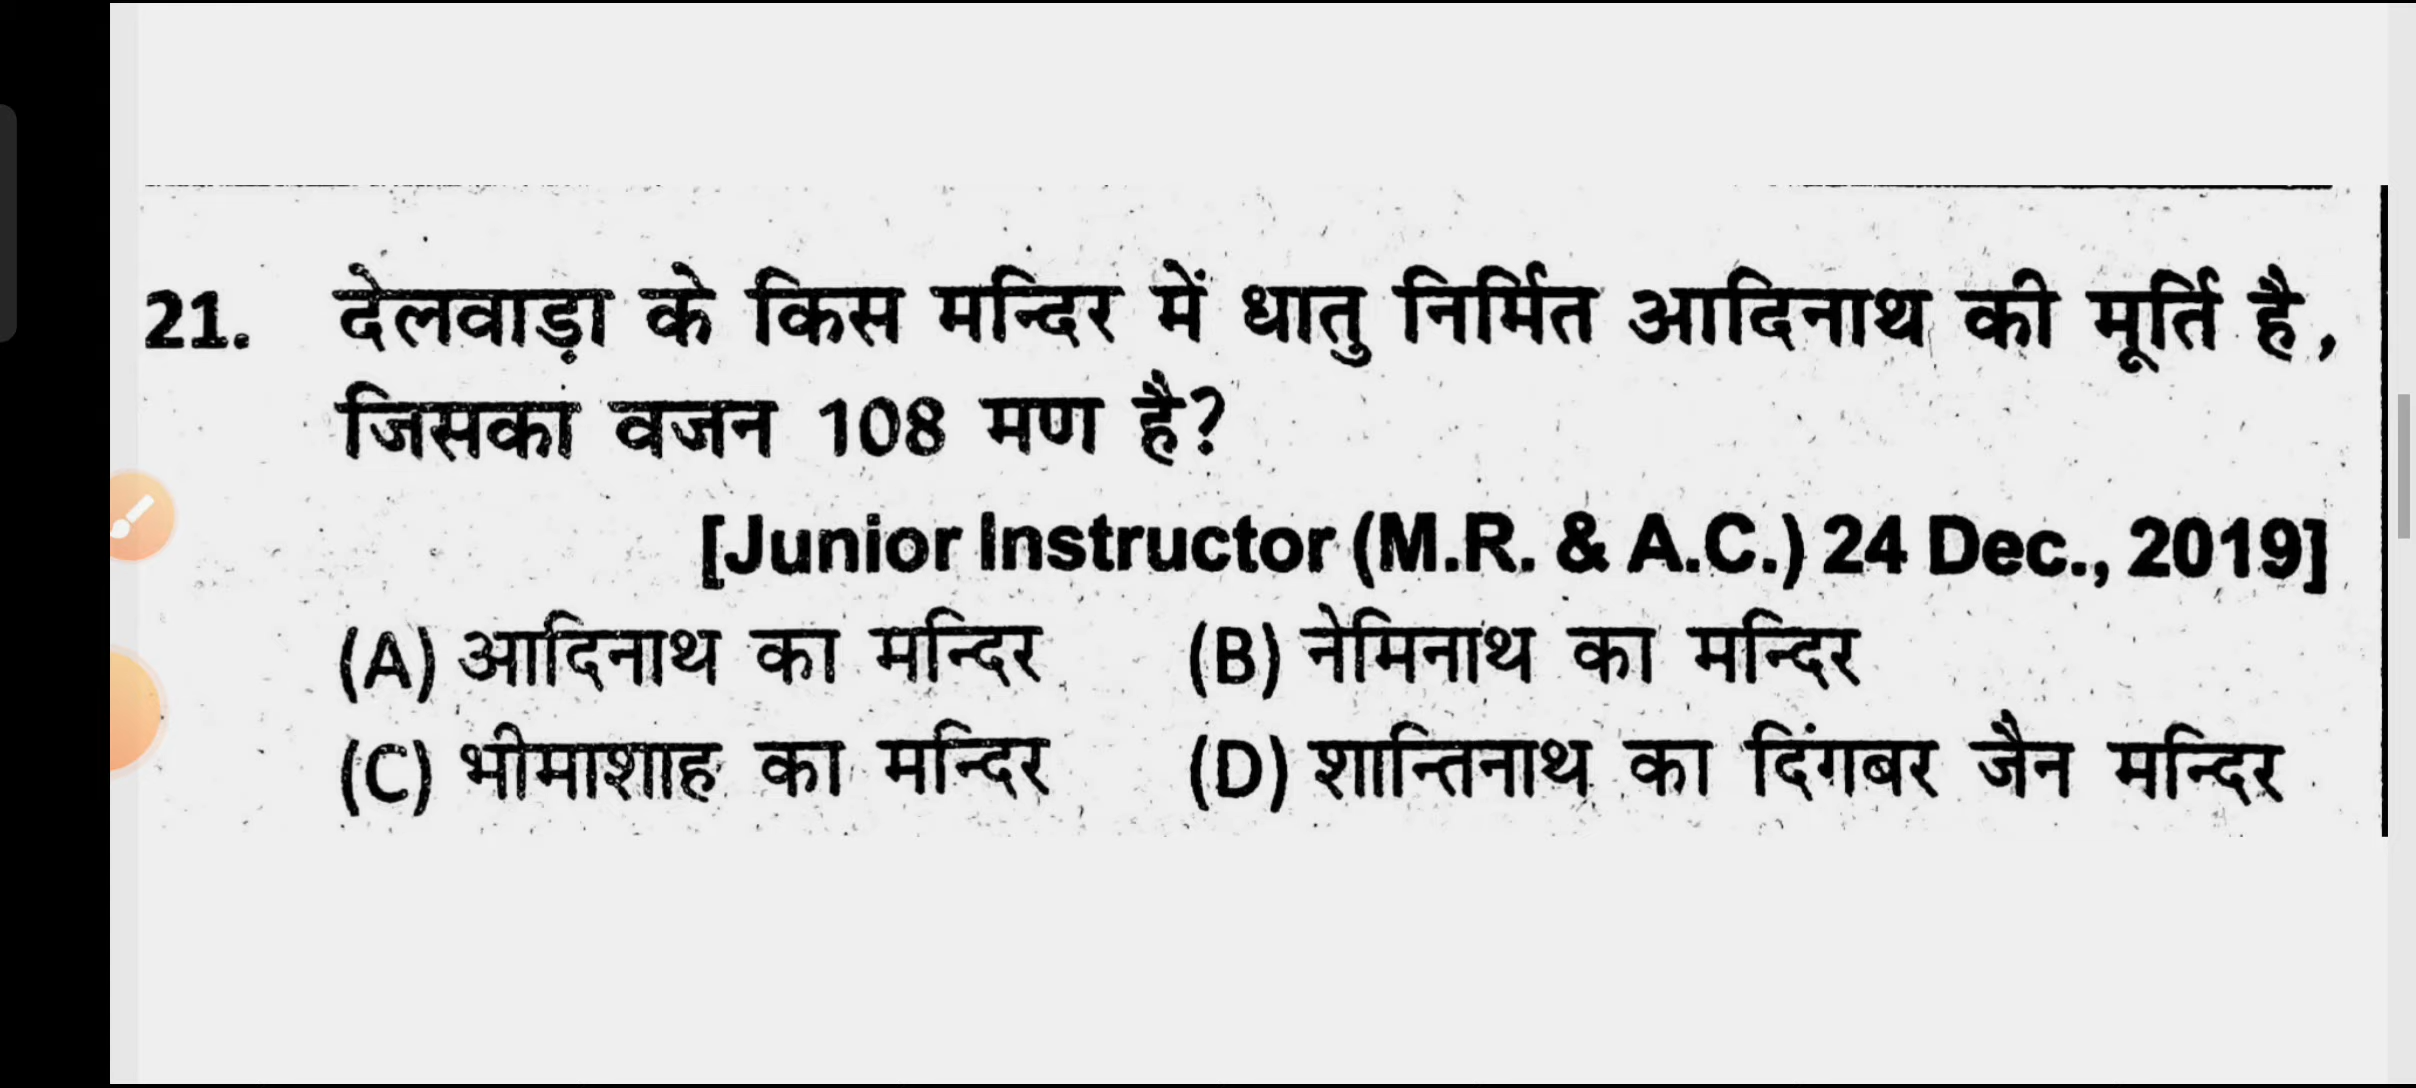 21. देलवाड़ा के किस मन्दिर में धातु निर्मित आदिनाथ की मूर्ति है,
जिसका वजन 108 मण है?
[Junior Instructor (M.R. & A.C.) 24 Dec., 2019]
(A) आदिनाथ का मन्दिर (B) नेमिनाथ का मन्दिर
(C) भीमाशाह का मन्दिर (D) शान्तिनाथ का दिंगबर जैन मन्दिर